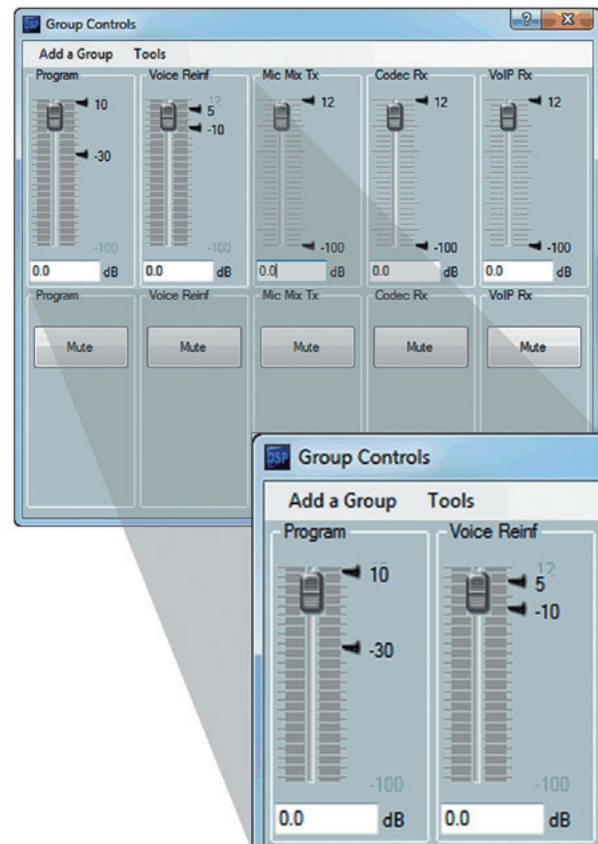 DSP Group Controls
Add a Group Tools
Program Voice Reinf Mic Mix Tx Codec Rx VoIP Rx
10 12 12 12 12
5
-10
-30
-100 -100 -100 -100 -100
0.0 dB 0.0 dB 0.0 dB 0.0 dB 0.0 dB
Program Voice Reinf Mic Mix Tx Codec Rx VoIP Rx
Mute Mute Mute Mute Mute
DSP Group Controls
Add a Group Tools
Program Voice Reinf
10 12
5
-10
-30
-100 -100
0.0 dB 0.0 dB